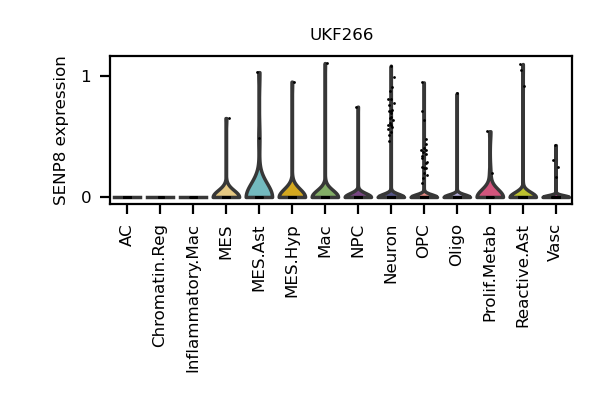 UKF266
SENP8 expression
1
0
AC
Chromatin.Reg
Inflammatory.Mac
MES
MES.Ast
MES.Hyp
Mac
NPC
Neuron
OPC
Oligo
Prolif.Metab
Reactive.Ast
Vasc